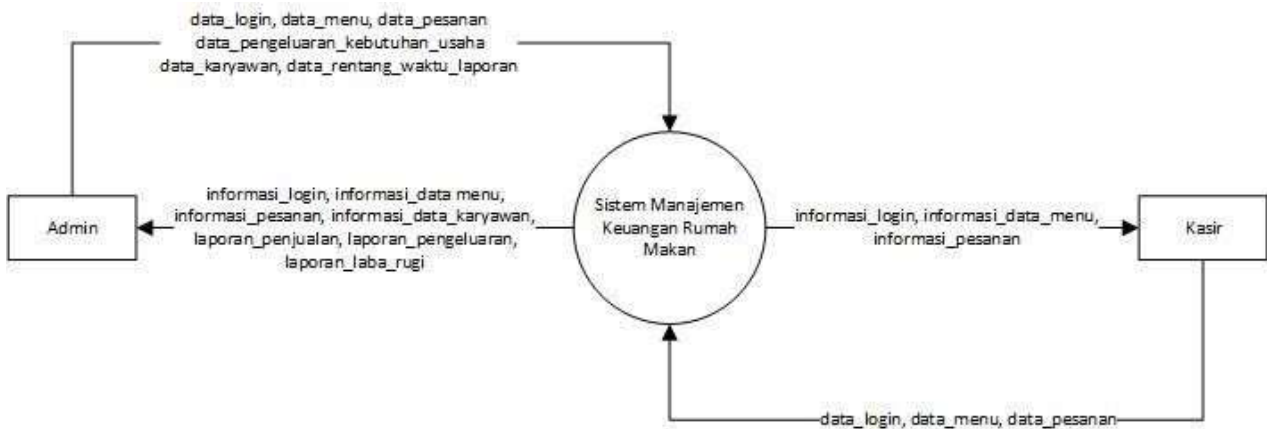 data_login, data_menu, data_pesanan
data_pengeluaran_kebutuhan_usaha
data_karyawan, data_rentang_waktu_laporan
Admin
informasi_login, informasi_data menu,
informasi_pesanan, informasi_data_karyawan,
laporan_penjualan, laporan_pengeluaran,
laporan_laba_rugi
Sistem Manajemen
Keuangan Rumah
Makan
informasi_login, informasi_data_menu,
informasi_pesanan
Kasir
data_login, data_menu, data_pesanan